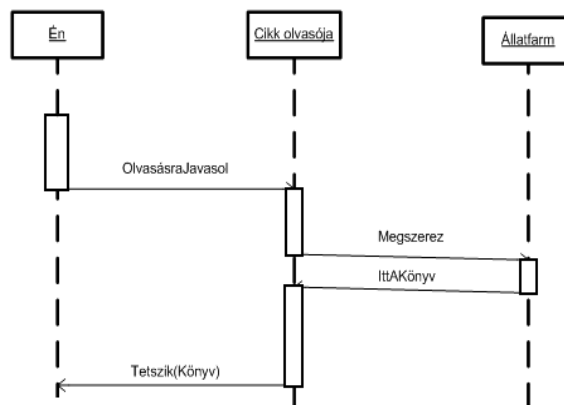 Én
Cikk olvasója
Állatfarm
OlvasásraJavasol
Megszerez
IttAKönyv
Tetszik(Könyv)